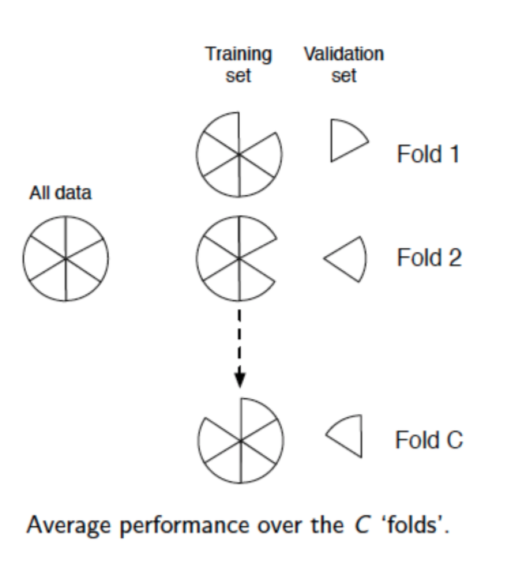 Training Validation
set set
Fold 1
All data
Fold 2
Fold C
Average performance over the C ‘folds’.